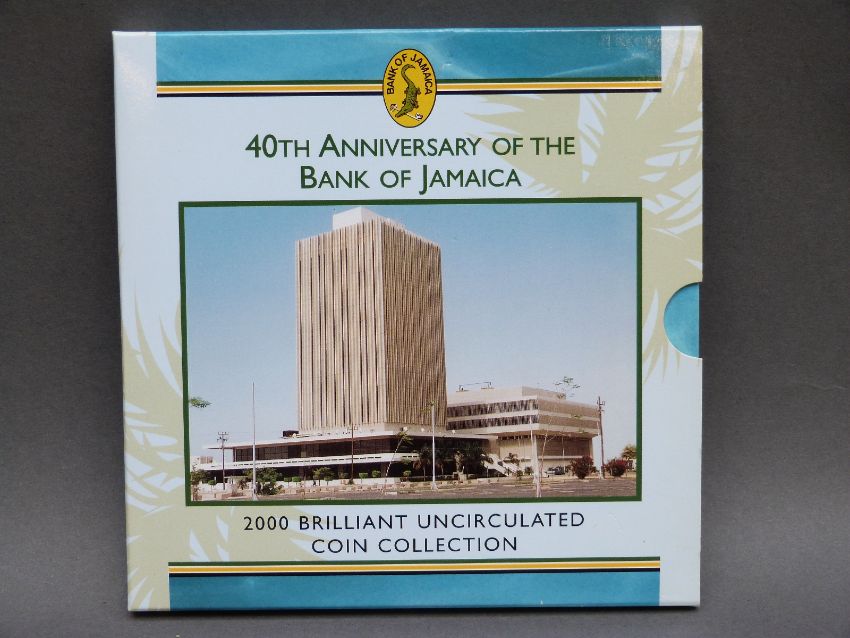 BANK OF JAMAICA
40TH ANNIVERSARY OF THE
BANK OF JAMAICA
2000 BRILLIANT UNCIRCULATED
COIN COLLECTION